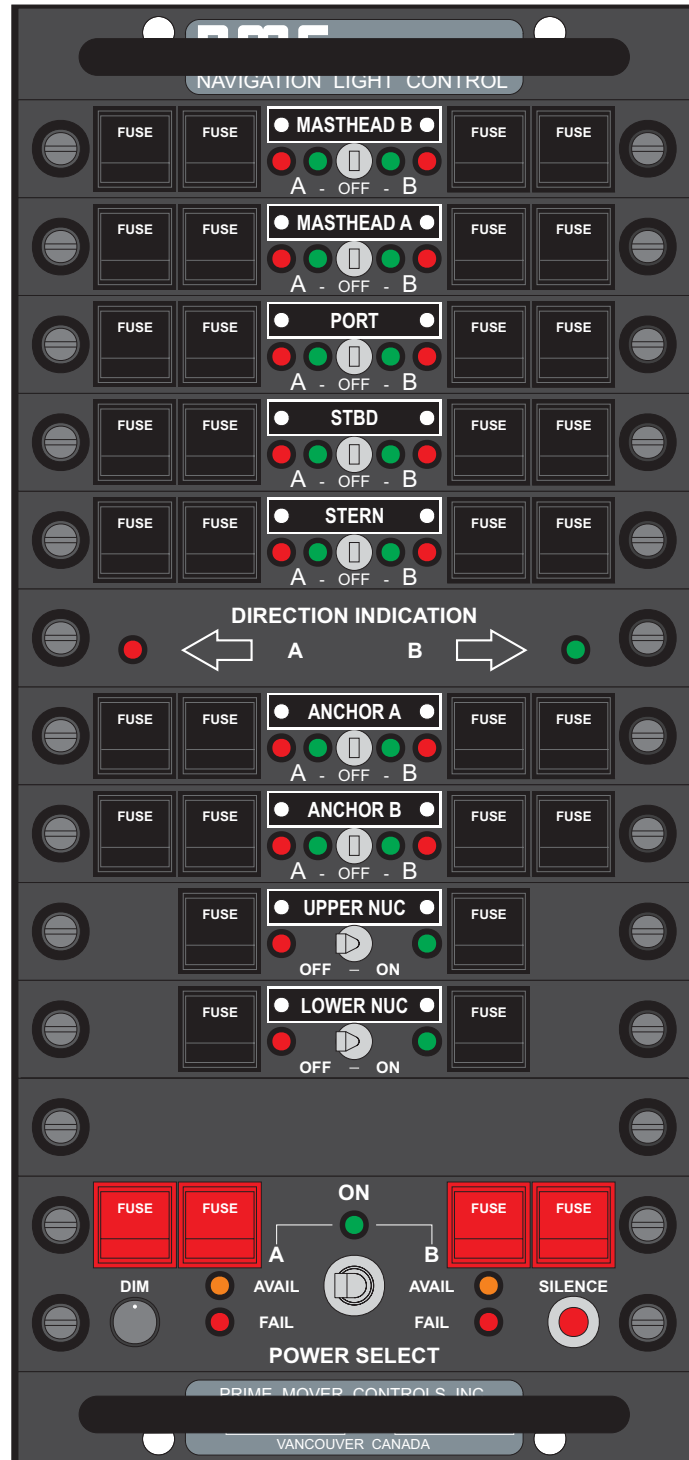 NAVIGATION LIGHT CONTROL
FUSE FUSE MASTHEAD B FUSE FUSE
A - OFF - B
FUSE FUSE MASTHEAD A FUSE FUSE
A - OFF - B
FUSE FUSE PORT FUSE FUSE
A - OFF - B
FUSE FUSE STBD FUSE FUSE
A - OFF - B
FUSE FUSE STERN FUSE FUSE
A - OFF - B
DIRECTION INDICATION
A B
FUSE FUSE ANCHOR A FUSE FUSE
A - OFF - B
FUSE FUSE ANCHOR B FUSE FUSE
A - OFF - B
FUSE UPPER NUC FUSE
OFF – ON
FUSE LOWER NUC FUSE
OFF – ON
ON
FUSE FUSE FUSE FUSE
A B
DIM AVAIL AVAIL SILENCE
FAIL FAIL
POWER SELECT
PRIME MOVER CONTROLS INC
VANCOUVER CANADA